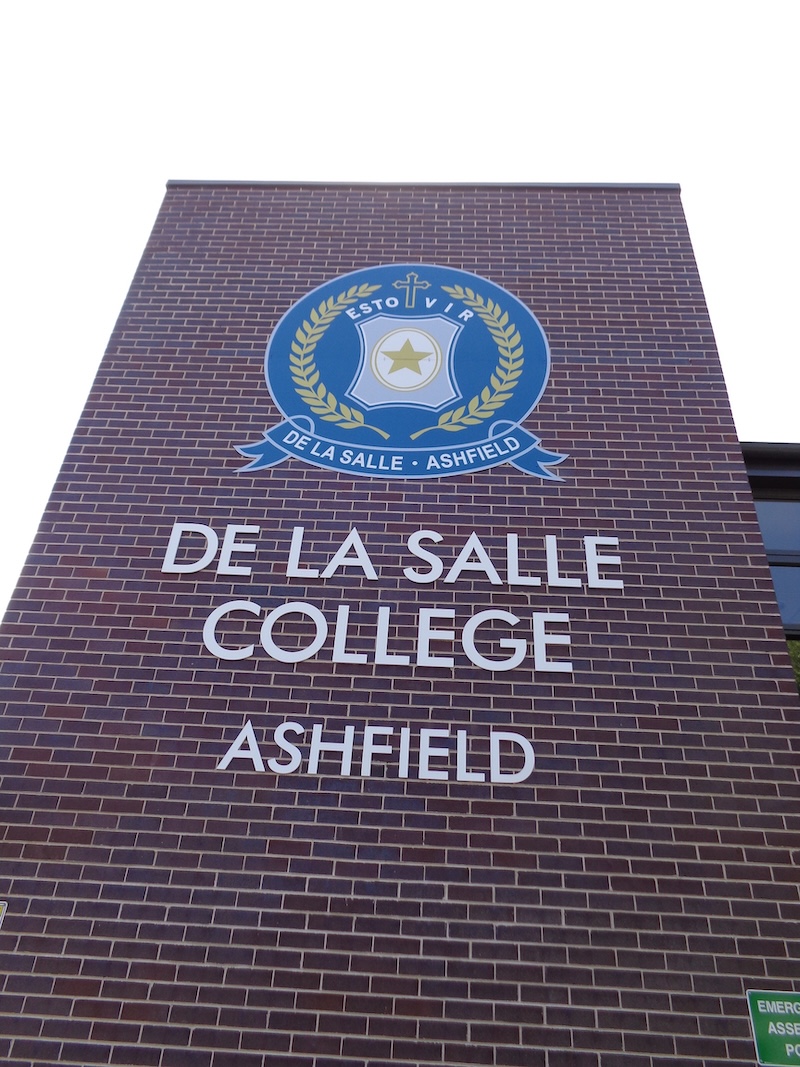 ESTO VIR
DE LA SALLE · ASHFIELD
DE LA SALLE
COLLEGE
ASHFIELD